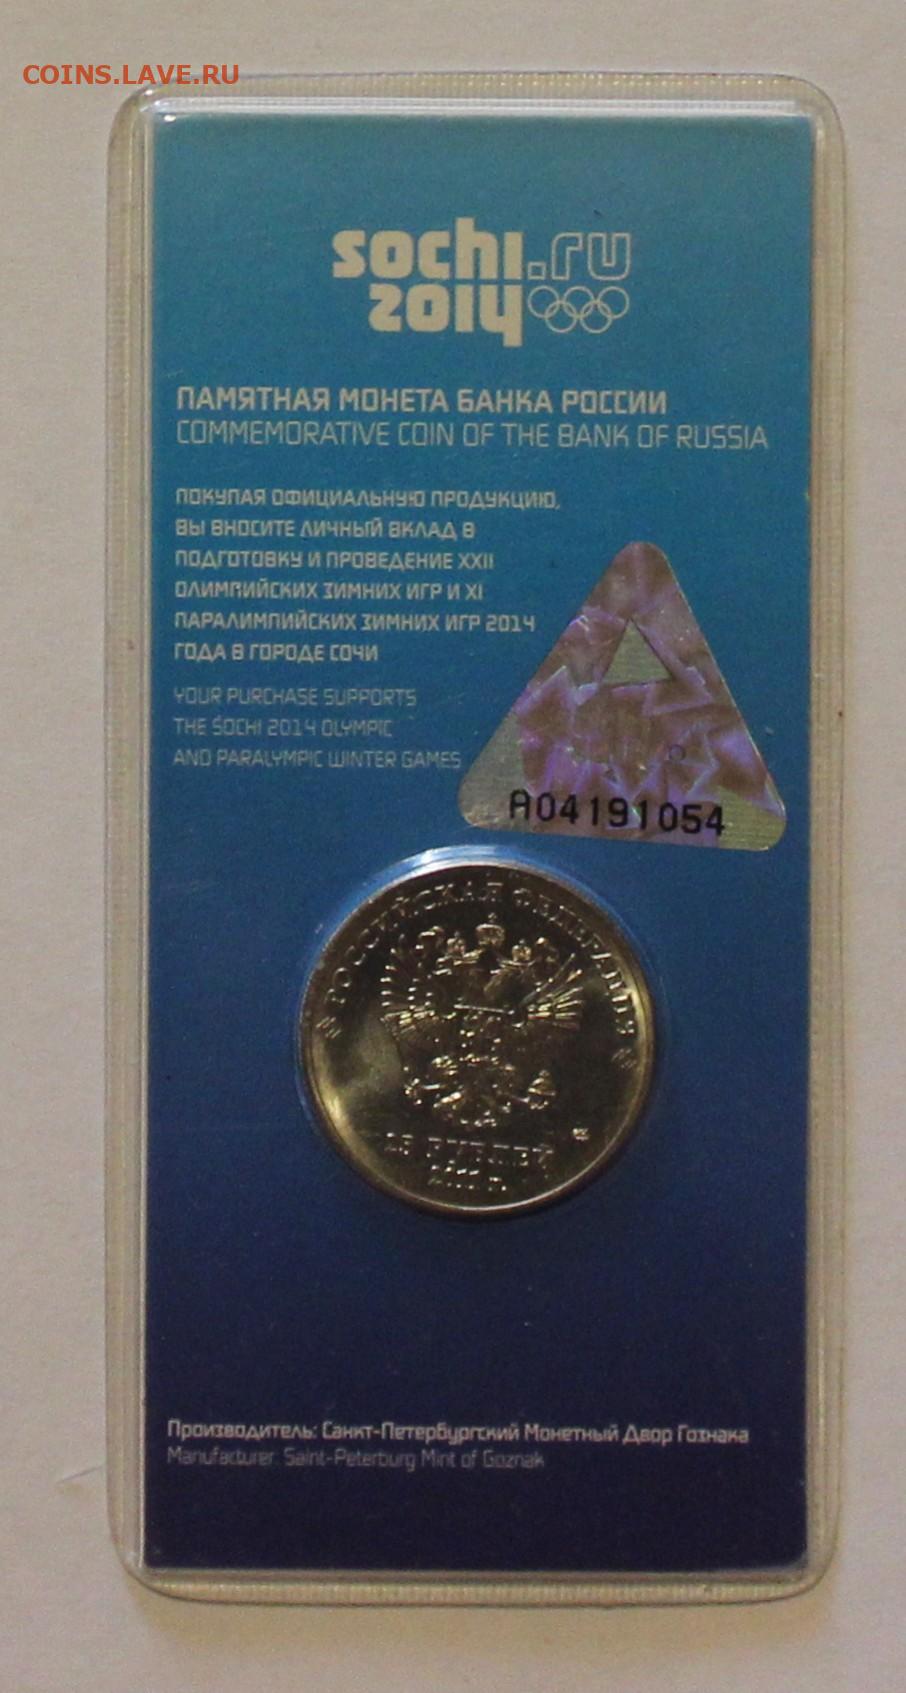 COINS.LAVE.RU
sochi.ru
2014
ПАМЯТНАЯ МОНЕТА БАНКА РОССИИ
COMMEMORATIVE COIN OF THE BANK OF RUSSIA
ПОКУПАЯ ОФИЦИАЛЬНУЮ ПРОДУКЦИЮ,
ВЫ ВНОСИТЕ ЛИЧНЫЙ ВКЛАД В
ПОДГОТОВКУ И ПРОВЕДЕНИЕ XXII
ОЛИМПИЙСКИХ ЗИМНИХ ИГР И XI
ПАРАЛИМПИЙСКИХ ЗИМНИХ ИГР 2014
ГОДА В ГОРОДЕ СОЧИ
YOUR PURCHASE SUPPORTS
THE SOCHI 2014 OLYMPIC
AND PARALYMPIC WINTER GAMES
A04191054
РОССИЙСКАЯ ФЕДЕРАЦИЯ
25 РУБЛЕЙ
2011 г.
Производитель: Санкт-Петербургский Монетный Двор Гознака
Manufacturer: Saint-Peterburg Mint of Goznak